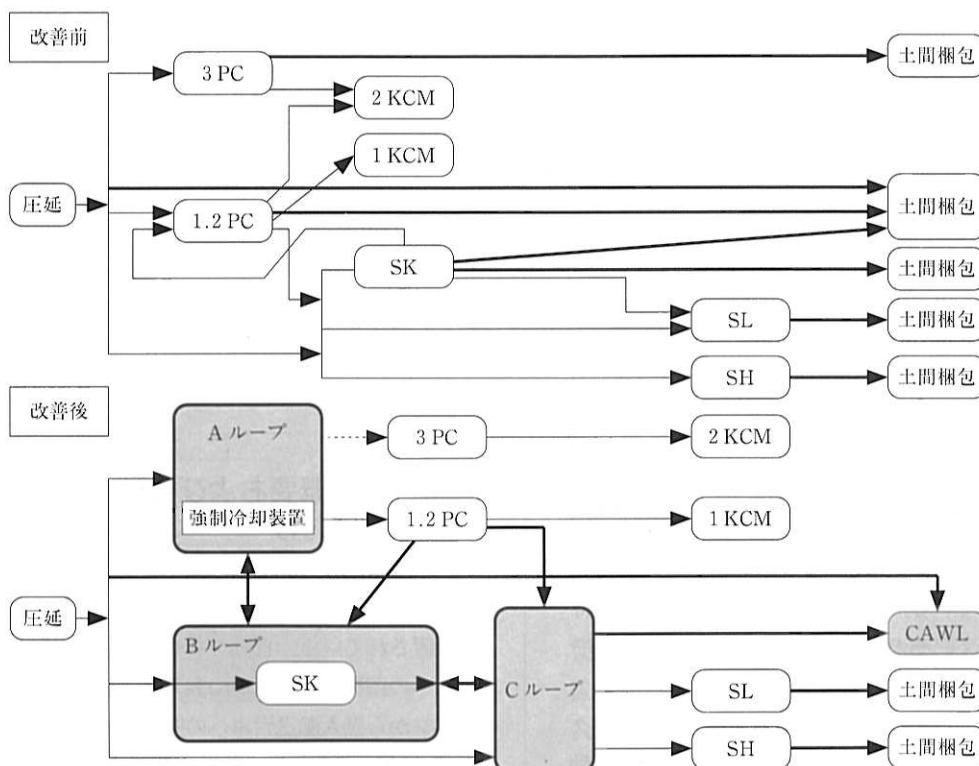 改善前
3 PC
土間梱包
2 KCM
1 KCM
圧延
1.2 PC
土間梱包
SK
土間梱包
SL
土間梱包
SH
土間梱包
改善後
A ループ
3 PC
2 KCM
強制冷却装置
1.2 PC
1 KCM
圧延
B ループ
SK
C ループ
CAWL
SL
土間梱包
SH
土間梱包